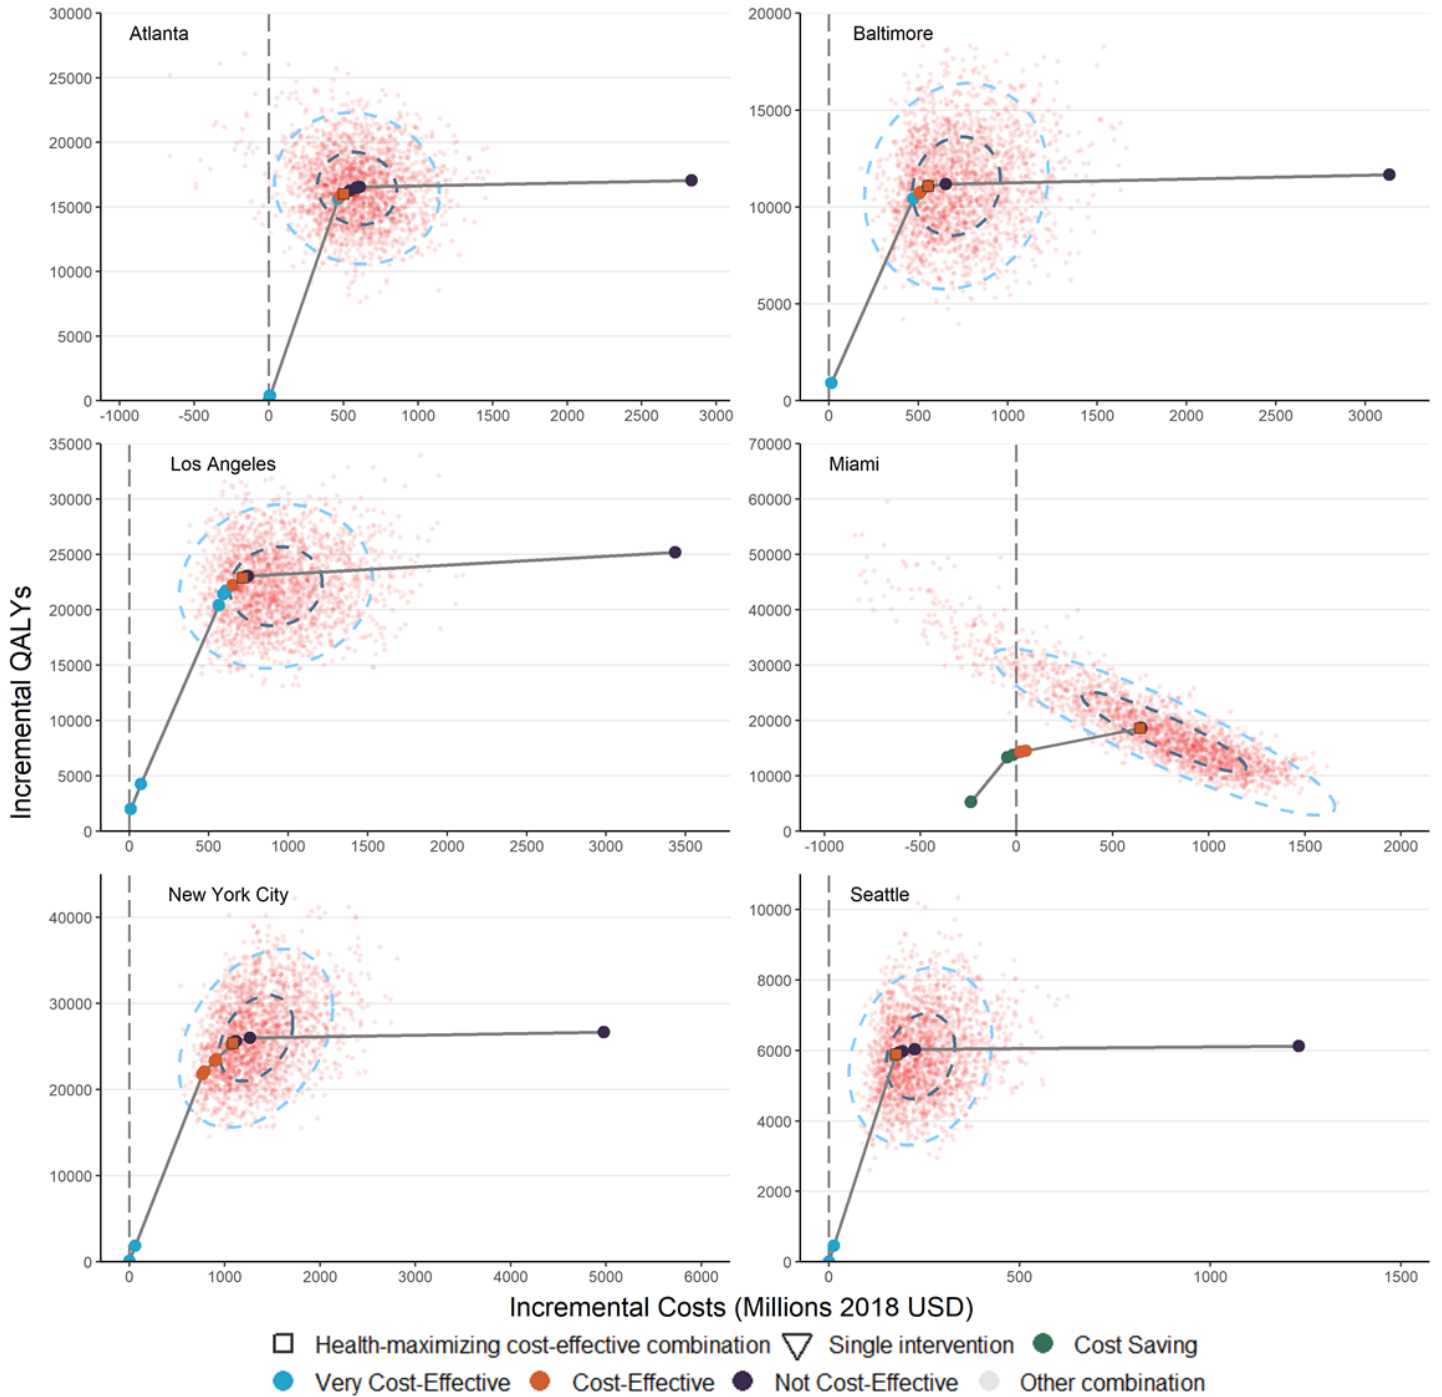 Atlanta
30000
25000
20000
15000
10000
5000
0
-1000 -500 0 500 1000 1500 2000 2500 3000
Baltimore
20000
15000
10000
5000
0
0 500 1000 1500 2000 2500 3000
Los Angeles
35000
30000
25000
20000
15000
10000
5000
0
0 500 1000 1500 2000 2500 3000 3500
Miami
70000
60000
50000
40000
30000
20000
10000
0
-1000 -500 0 500 1000 1500 2000
New York City
40000
30000
20000
10000
0
0 1000 2000 3000 4000 5000 6000
Seattle
10000
8000
6000
4000
2000
0
0 500 1000 1500
Incremental QALYs
Incremental Costs (Millions 2018 USD)
Health-maximizing cost-effective combination Single intervention Cost Saving
Very Cost-Effective Cost-Effective Not Cost-Effective Other combination